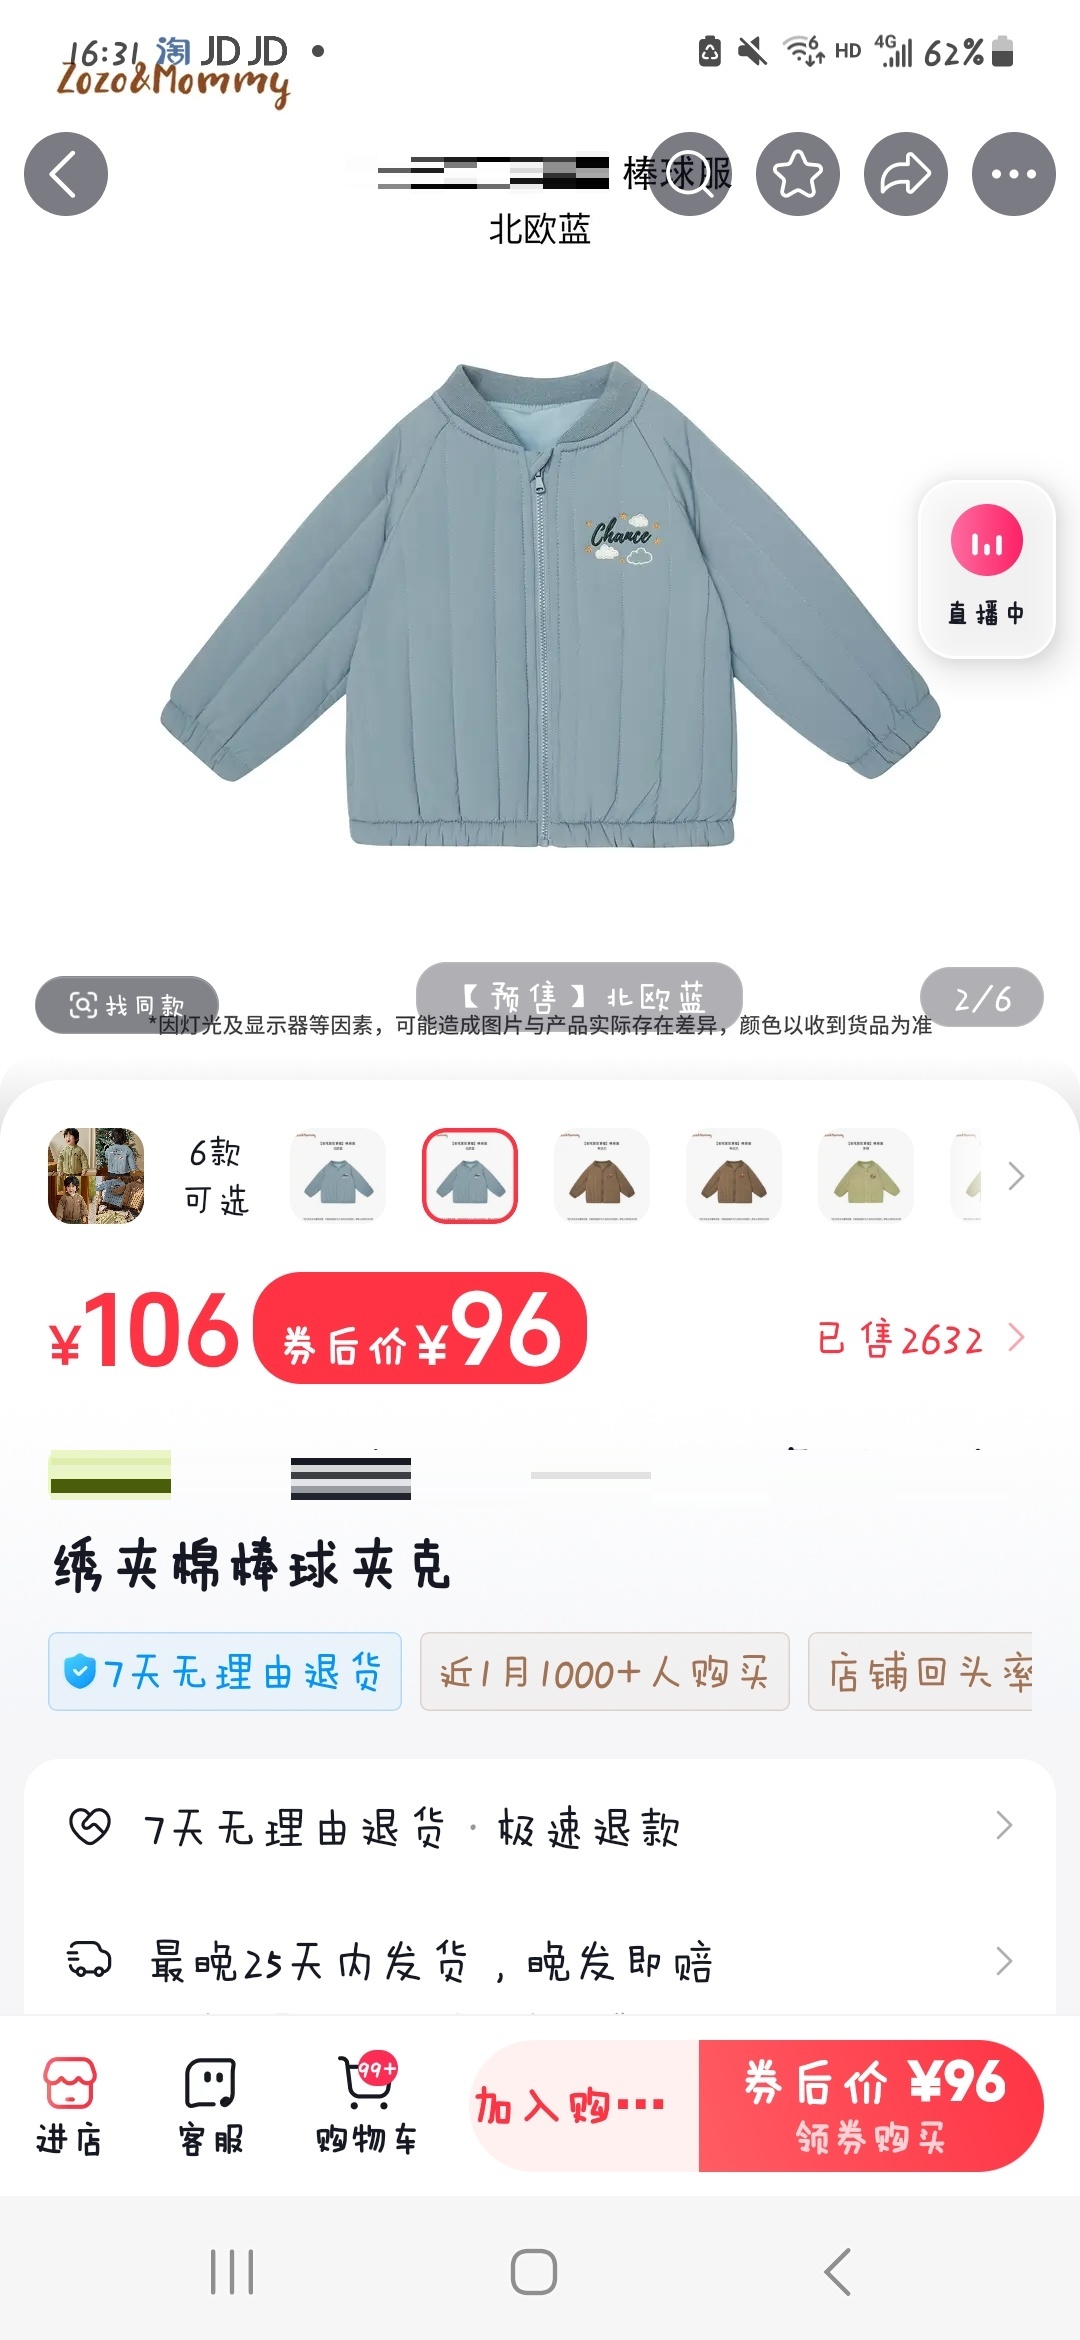 16:31 淘 JD JD
HD 4G 62%
Zozo&Mommy
棒球服
北欧蓝
Chance
直播中
找同款
【预售】北欧蓝
2/6
*因灯光及显示器等因素，可能造成图片与产品实际存在差异，颜色以收到货品为准
6款
可选
¥106
券后价¥96
已售2632
绣夹棉棒球夹克
7天无理由退货
近1月1000+人购买
店铺回头率
7天无理由退货·极速退款
最晚25天内发货，晚发即赔
进店
客服
99+
购物车
加入购...
券后价 ¥96
领券购买